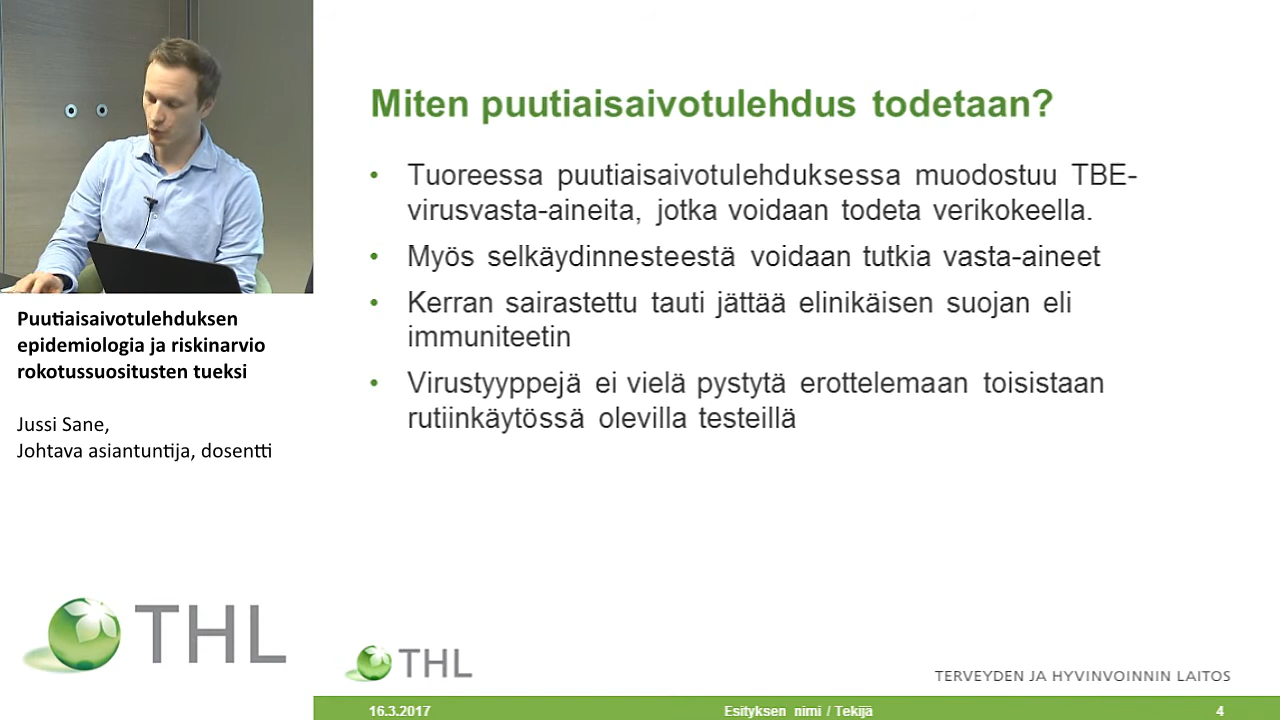 Puutiaisaivotulehduksen
epidemiologia ja riskinarvio
rokotussuositusten tueksi
Jussi Sane,
Johtava asiantuntija, dosentti
THL
Miten puutiaisaivotulehdus todetaan?
• Tuoreessa puutiaisaivotulehduksessa muodostuu TBE-
virusvasta-aineita, jotka voidaan todeta verikokeella.
• Myös selkäydinnesteestä voidaan tutkia vasta-aineet
• Kerran sairastettu tauti jättää elinikäisen suojan eli
immuniteetin
• Virustyyppejä ei vielä pystytä erottelemaan toisistaan
rutiinkäytössä olevilla testeillä
THL
TERVEYDEN JA HYVINVOINNIN LAITOS
16.3.2017
Esityksen nimi / Tekijä
4